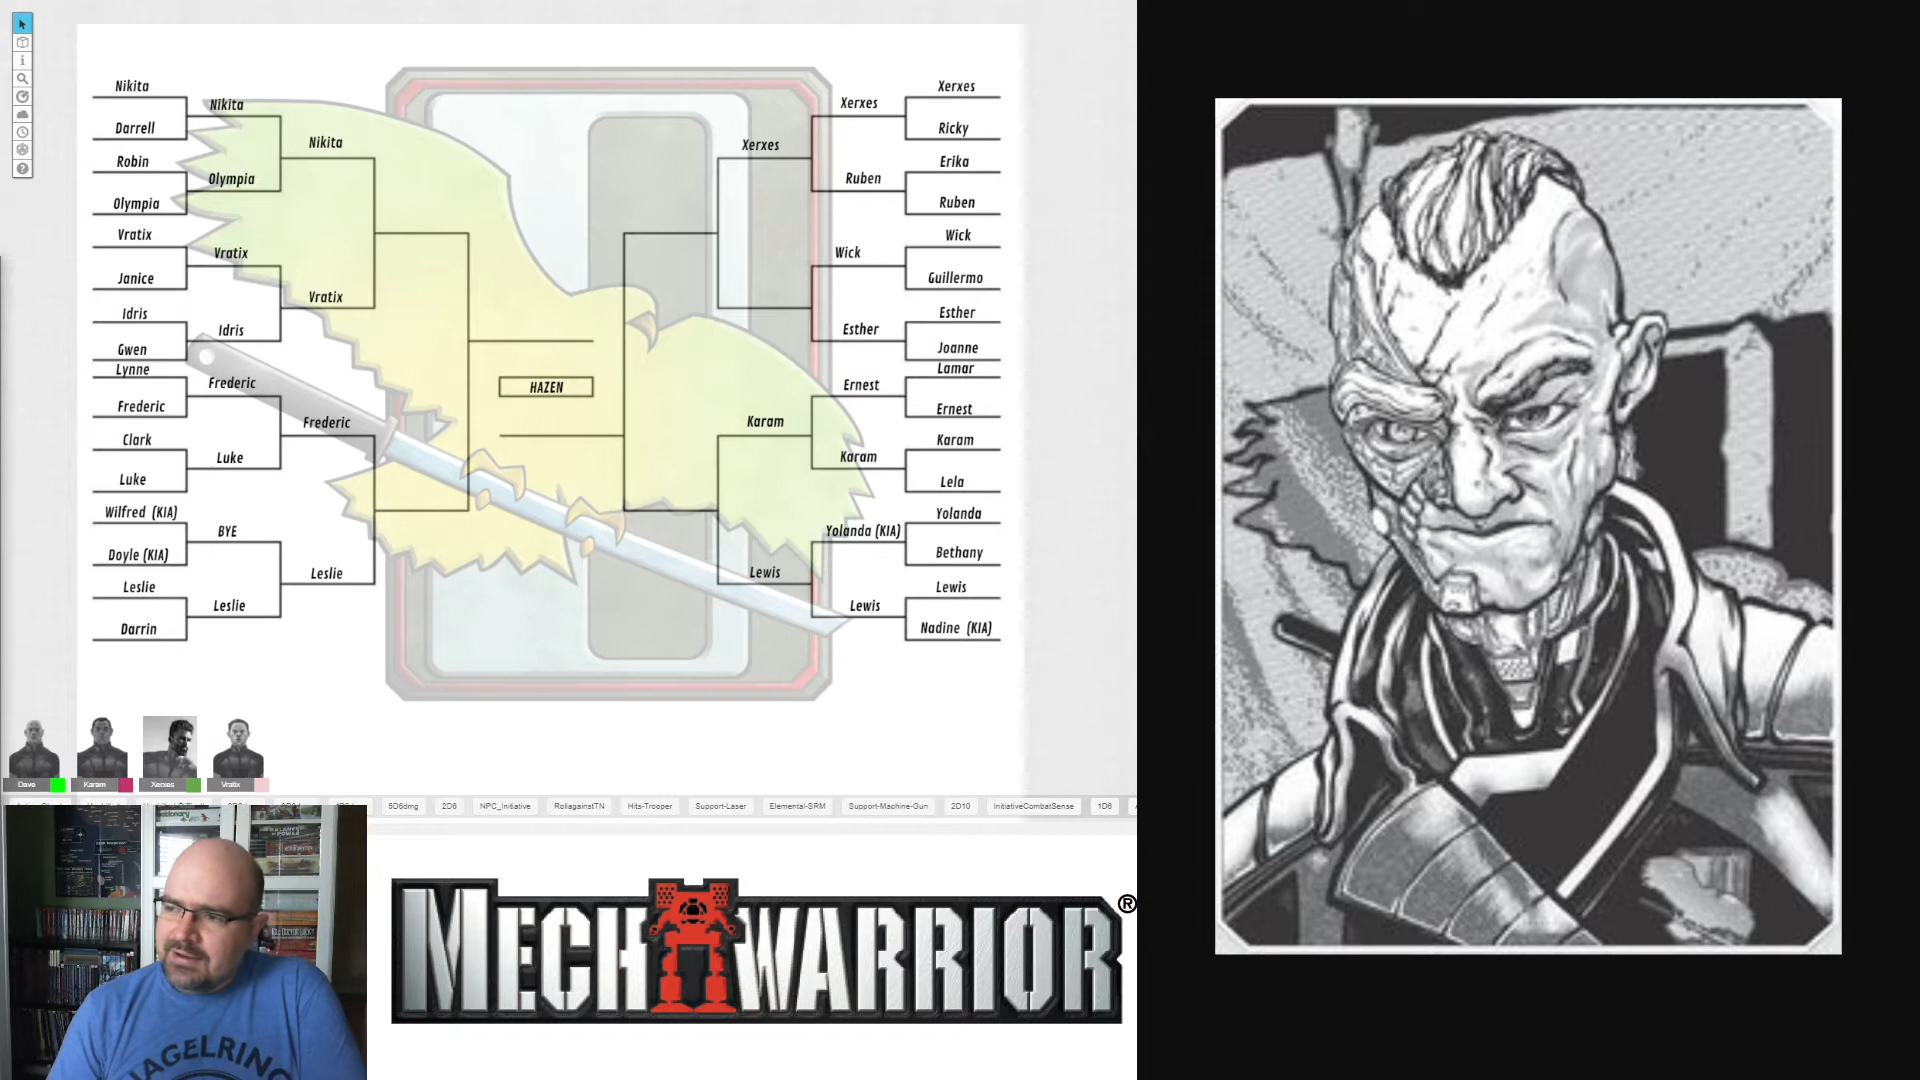 Nikita
Darrell
Robin
Olympia
Vratix
Janice
Idris
Gwen
Lynne
Frederic
Clark
Luke
Wilfred (KIA)
Doyle (KIA)
Leslie
Darrin
Nikita
Olympia
Vratix
Idris
Frederic
Luke
BYE
Leslie
Nikita
Vratix
Frederic
Leslie
HAZEN
Xerxes
Karam
Lewis
Xerxes
Ruben
Wick
Esther
Ernest
Karam
Yolanda (KIA)
Lewis
Xerxes
Ricky
Erika
Ruben
Wick
Guillermo
Esther
Joanne
Lamar
Ernest
Karam
Lela
Yolanda
Bethany
Lewis
Nadine (KIA)
Dave
Karam
Xerxes
Vratix
5D6dmg 2D6 NPC_Initiative RollagainstTN Hits-Trooper Support-Laser Elemental-SRM Support-Machine-Gun 2D10 InitiativeCombatSense 1D6
MECHWARRIOR®
NAGELRING